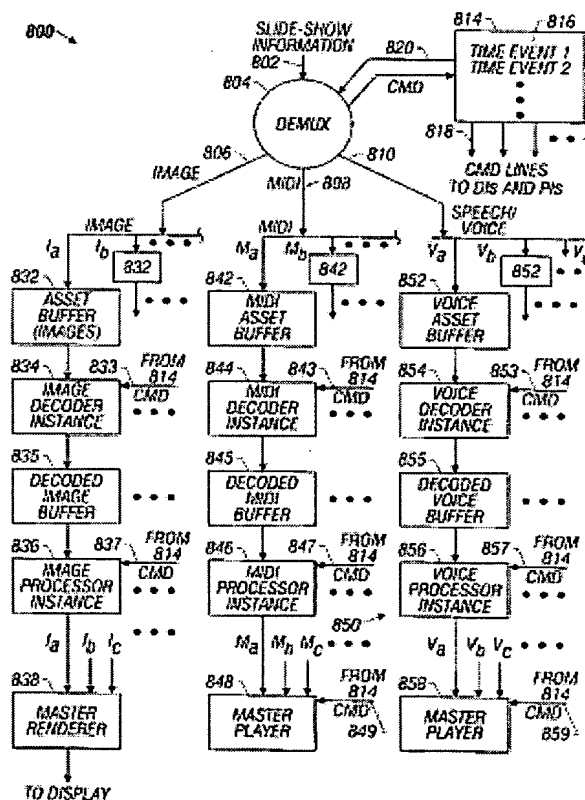 800
SLIDE-SHOW
INFORMATION
802
804
DEMUX
820
CMD
814
816
TIME EVENT 1
TIME EVENT 2
818
CMD LINES
TO DIs AND PIs
806
IMAGE
MIDI
808
810
SPEECH/
VOICE
IMAGE
Ia
Ib
832
832
ASSET
BUFFER
(IMAGES)
834
833
FROM
814
CMD
IMAGE
DECODER
INSTANCE
835
DECODED
IMAGE
BUFFER
836
837
FROM
814
CMD
IMAGE
PROCESSOR
INSTANCE
Ia
Ib
Ic
838
MASTER
RENDERER
TO DISPLAY
MIDI
Ma
Mb
842
842
MIDI
ASSET
BUFFER
844
843
FROM
814
CMD
MIDI
DECODER
INSTANCE
845
DECODED
MIDI
BUFFER
846
847
FROM
814
CMD
MIDI
PROCESSOR
INSTANCE
850
Ma
Mb
Mc
848
FROM
814
CMD
MASTER
PLAYER
849
Va
Vb
852
852
VOICE
ASSET
BUFFER
854
853
FROM
814
CMD
VOICE
DECODER
INSTANCE
855
DECODED
VOICE
BUFFER
856
857
FROM
814
CMD
VOICE
PROCESSOR
INSTANCE
Va
Vb
Vc
858
FROM
814
CMD
MASTER
PLAYER
859